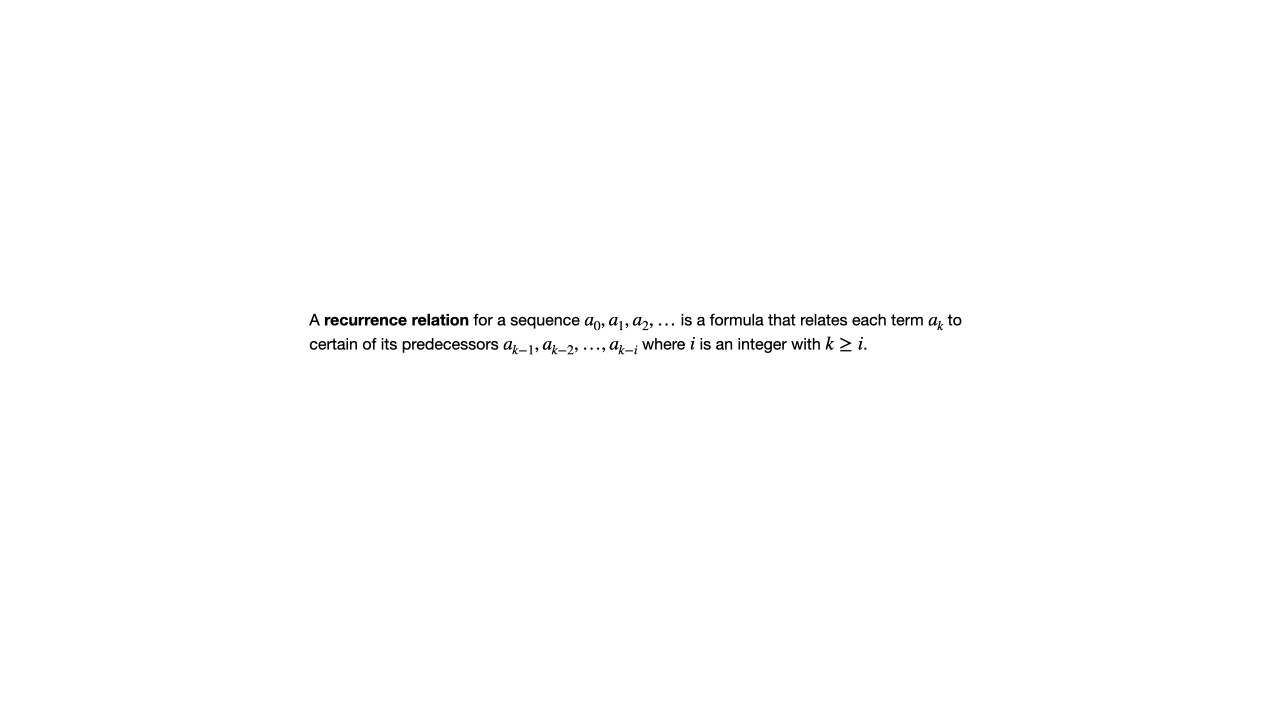 A recurrence relation for a sequence a₀, a₁, a₂, … is a formula that relates each term aₖ to
certain of its predecessors aₖ₋₁, aₖ₋₂, …, aₖ₋ᵢ where i is an integer with k ≥ i.